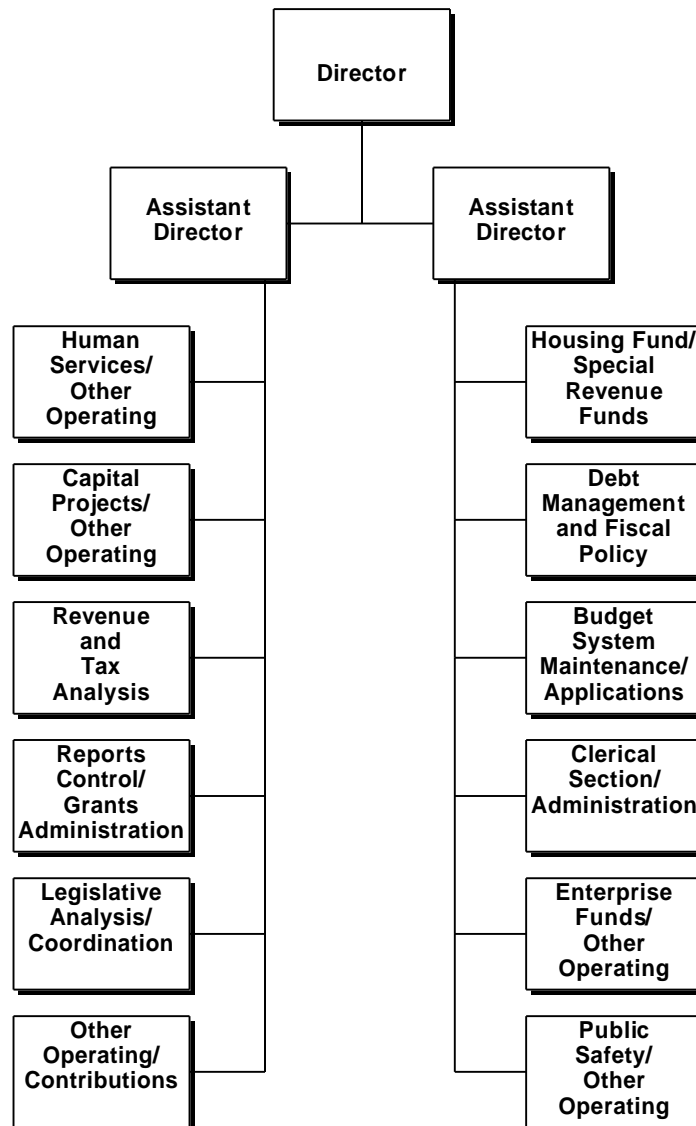 Director
Assistant
Director
Assistant
Director
Human
Services/
Other
Operating
Housing Fund/
Special
Revenue
Funds
Capital
Projects/
Other
Operating
Debt
Management
and Fiscal
Policy
Revenue
and
Tax
Analysis
Budget
System
Maintenance/
Applications
Reports
Control/
Grants
Administration
Clerical
Section/
Administration
Legislative
Analysis/
Coordination
Enterprise
Funds/
Other
Operating
Other
Operating/
Contributions
Public
Safety/
Other
Operating